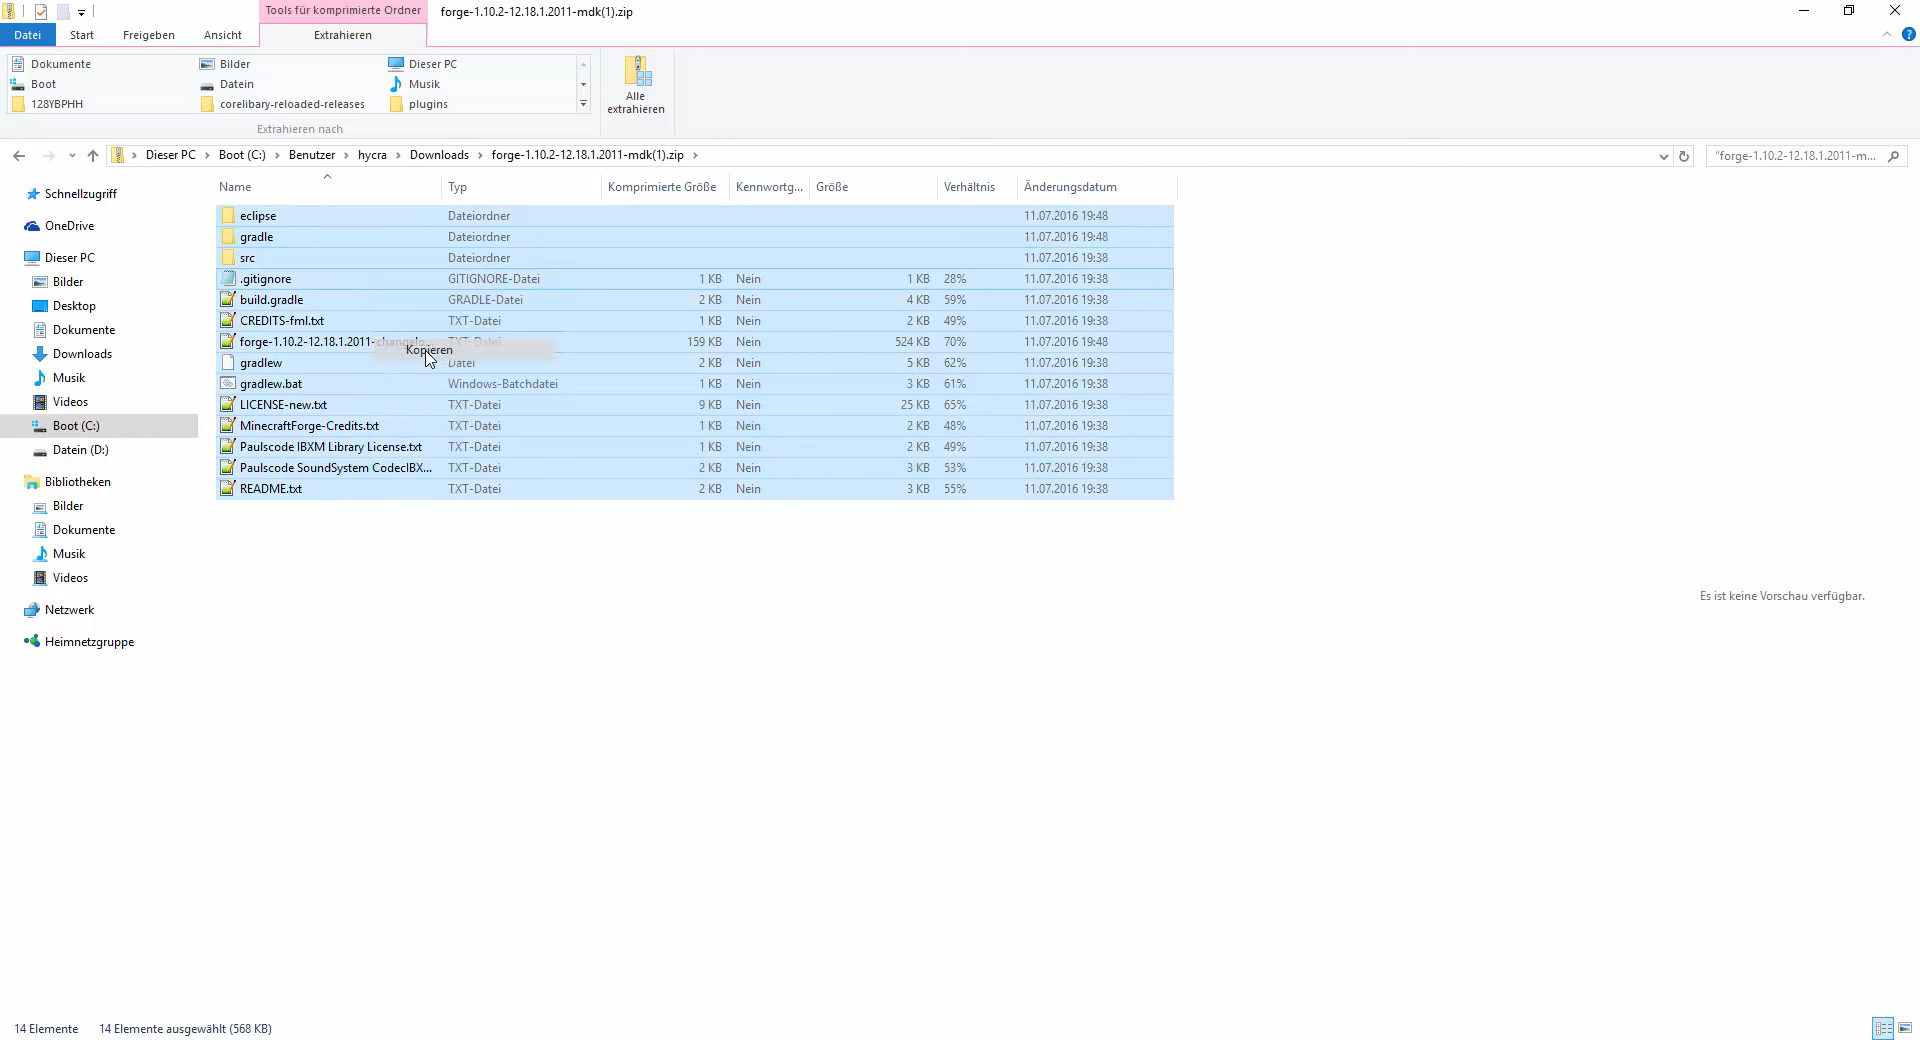 Tools für komprimierte Ordner forge-1.10.2-12.18.1.2011-mdk(1).zip
Datei Start Freigeben Ansicht Extrahieren
Dokumente Bilder Dieser PC
Boot Datein Musik
128YBPHH corelibary-reloaded-releases plugins
Alle
extrahieren
Extrahieren nach
Dieser PC Boot (C:) Benutzer hycra Downloads forge-1.10.2-12.18.1.2011-mdk(1).zip "forge-1.10.2-12.18.1.2011-m...
Name Typ Komprimierte Größe Kennwortg... Größe Verhältnis Änderungsdatum
Schnellzugriff
OneDrive
Dieser PC
Bilder
Desktop
Dokumente
Downloads
Musik
Videos
Boot (C:)
Datein (D:)
Bibliotheken
Bilder
Dokumente
Musik
Videos
Netzwerk
Heimnetzgruppe
eclipse Dateiordner 11.07.2016 19:48
gradle Dateiordner 11.07.2016 19:48
src Dateiordner 11.07.2016 19:38
.gitignore GITIGNORE-Datei 1 KB Nein 1 KB 28% 11.07.2016 19:38
build.gradle GRADLE-Datei 2 KB Nein 4 KB 59% 11.07.2016 19:38
CREDITS-fml.txt TXT-Datei 1 KB Nein 2 KB 49% 11.07.2016 19:38
forge-1.10.2-12.18.1.2011-changelo... TXT-Datei 159 KB Nein 524 KB 70% 11.07.2016 19:48
Kopieren
gradlew Datei 2 KB Nein 5 KB 62% 11.07.2016 19:38
gradlew.bat Windows-Batchdatei 1 KB Nein 3 KB 61% 11.07.2016 19:38
LICENSE-new.txt TXT-Datei 9 KB Nein 25 KB 65% 11.07.2016 19:38
MinecraftForge-Credits.txt TXT-Datei 1 KB Nein 2 KB 48% 11.07.2016 19:38
Paulscode IBXM Library License.txt TXT-Datei 1 KB Nein 2 KB 49% 11.07.2016 19:38
Paulscode SoundSystem CodecIBX... TXT-Datei 2 KB Nein 3 KB 53% 11.07.2016 19:38
README.txt TXT-Datei 2 KB Nein 3 KB 55% 11.07.2016 19:38
Es ist keine Vorschau verfügbar.
14 Elemente 14 Elemente ausgewählt (568 KB)